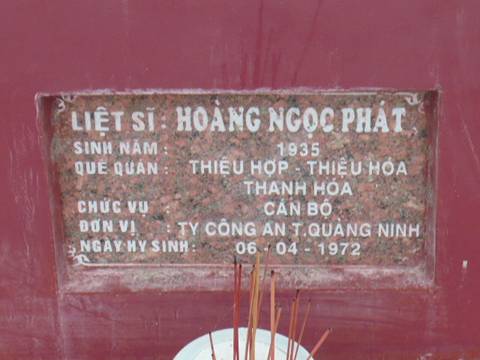 LIỆT SĨ: HOÀNG NGỌC PHÁT
SINH NĂM : 1935
QUÊ QUÁN : THIỆU HỢP - THIỆU HÓA
THANH HÓA
CHỨC VỤ : CÁN BỘ
ĐƠN VỊ : TY CÔNG AN T.QUẢNG NINH
NGÀY HY SINH: 06-04-1972